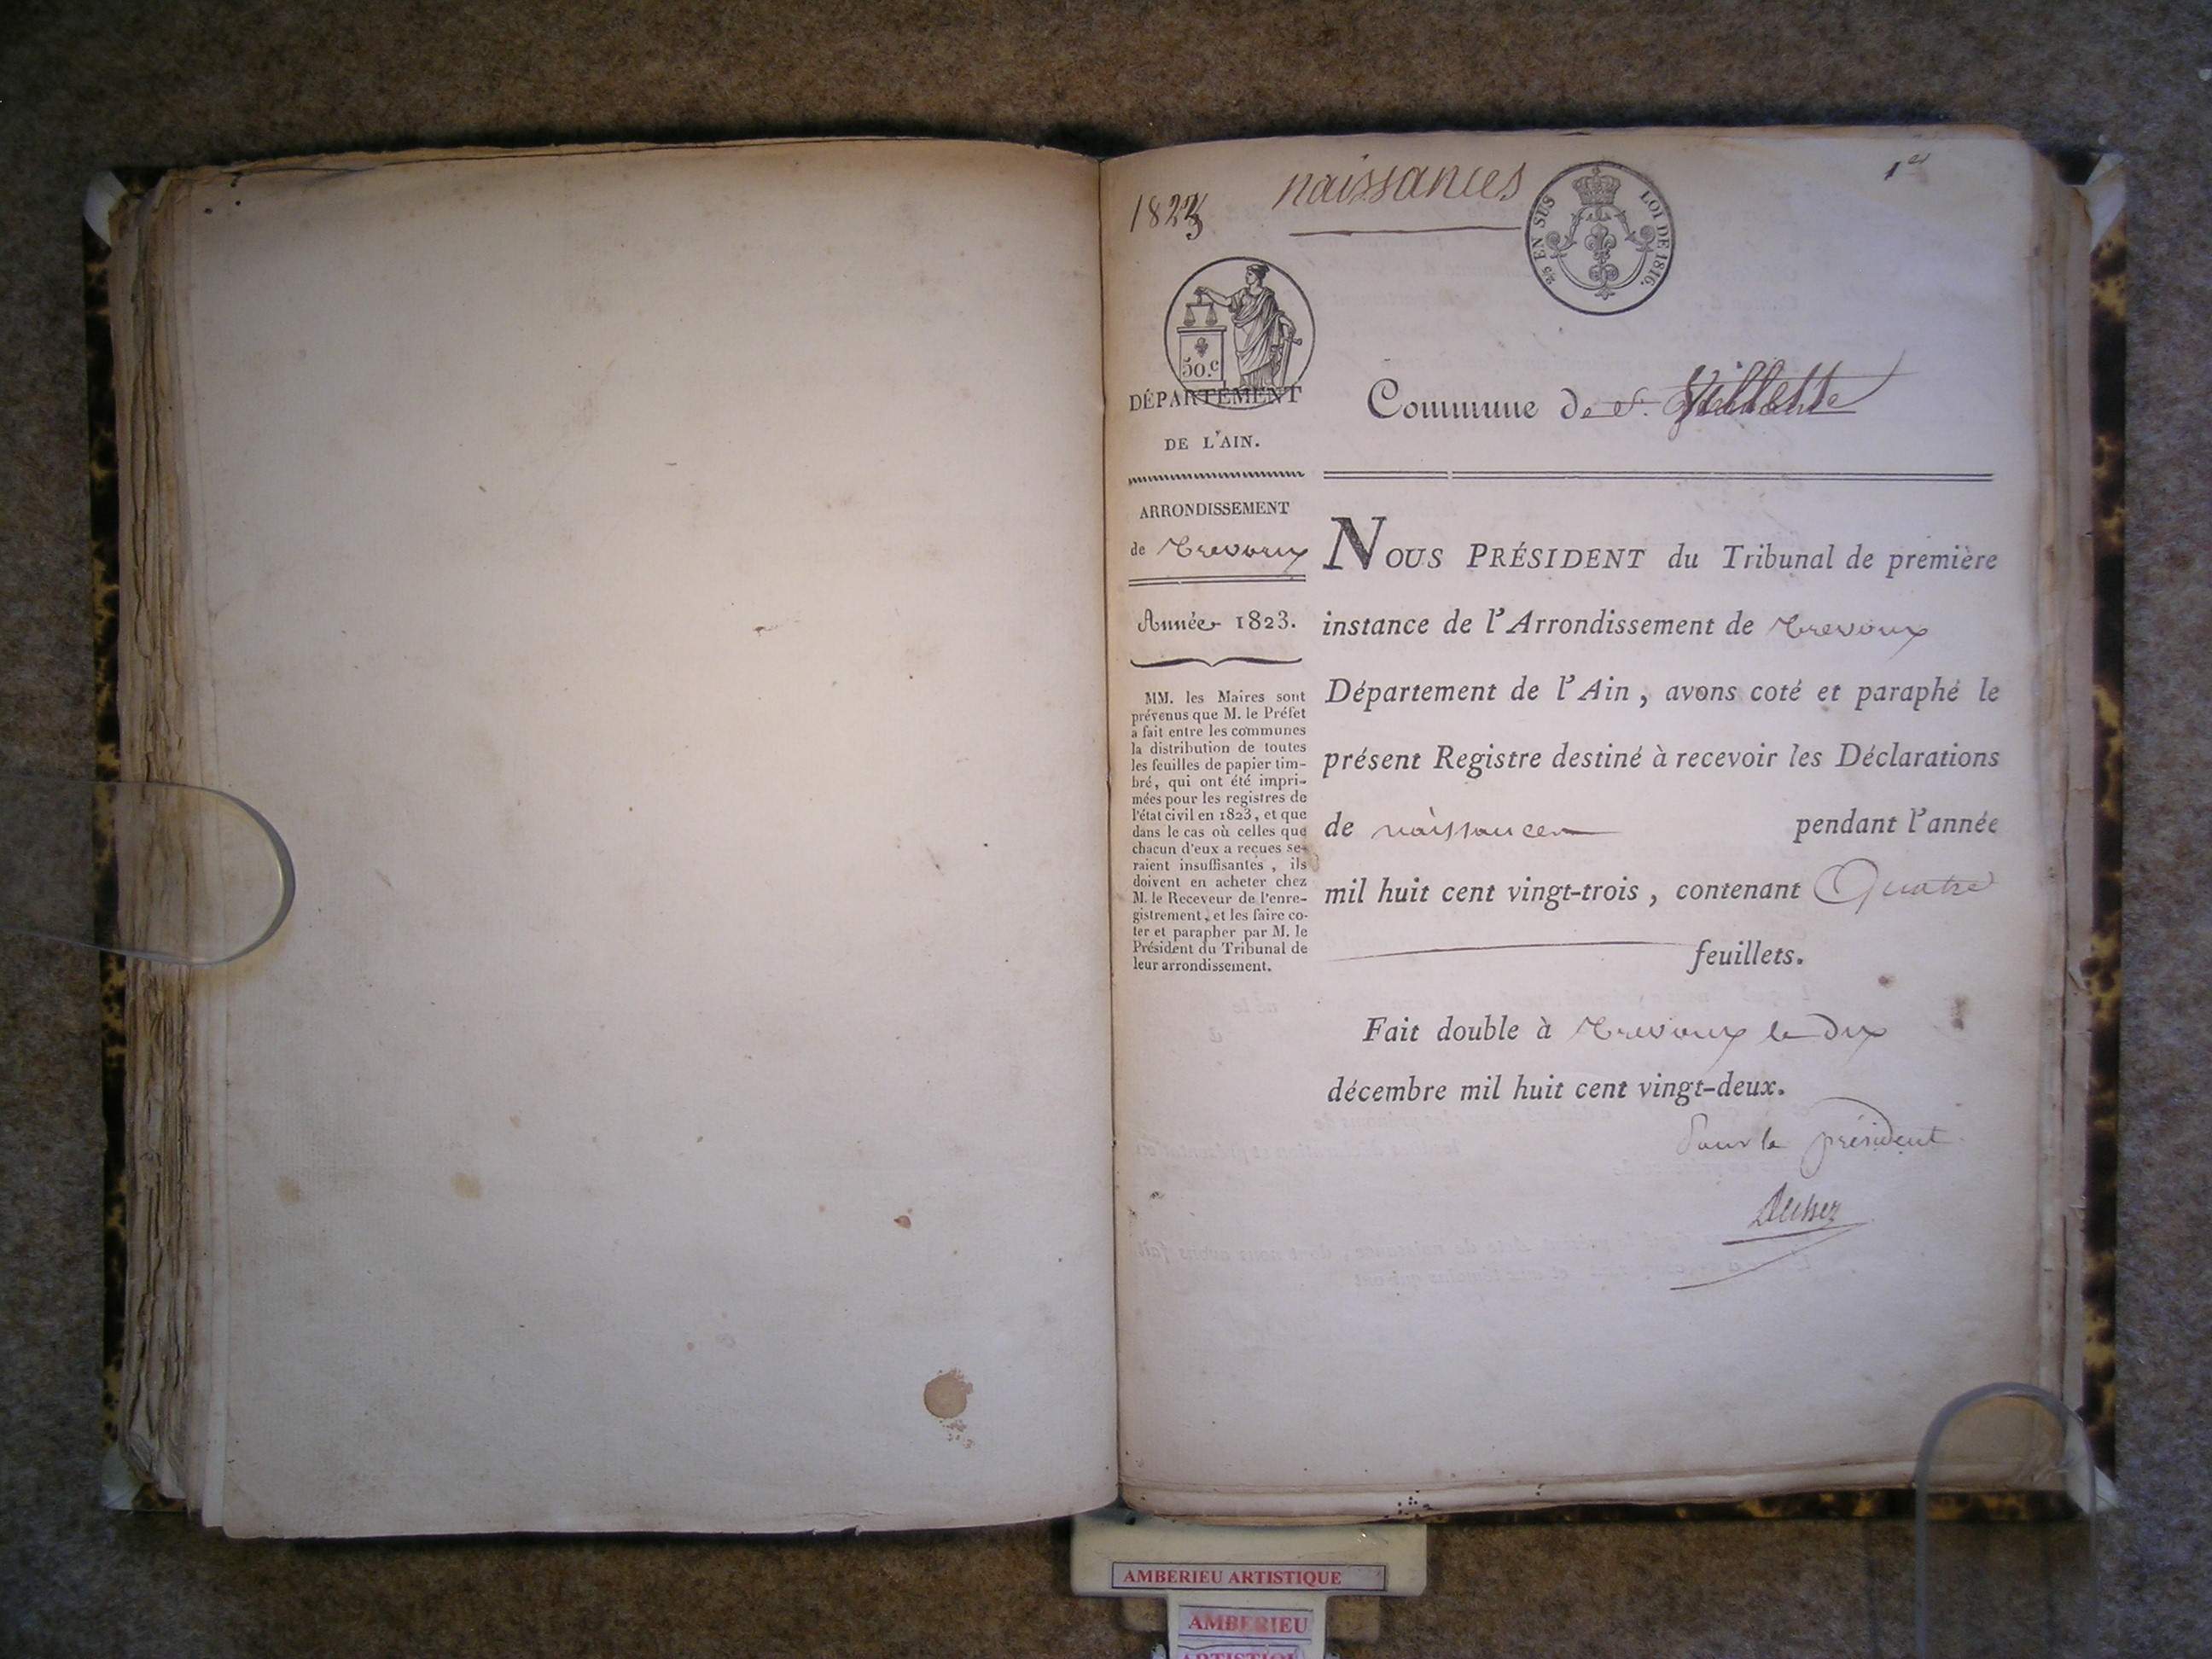 1823
naissances
1er
25 EN SUS
LOI DE 1816.
50.c
DÉPARTEMENT
DE L'AIN.
Commune de Villette
ARRONDISSEMENT
de Trevoux
Année 1823.
MM. les Maires sont
prévenus que M. le Préfet
a fait entre les communes
la distribution de toutes
les feuilles de papier tim-
bré, qui ont été impri-
mées pour les registres de
l'état civil en 1823, et que
dans le cas où celles que
chacun d'eux a reçues se-
raient insuffisantes, ils
doivent en acheter chez
M. le Receveur de l'enre-
gistrement, et les faire co-
ter et parapher par M. le
Président du Tribunal de
leur arrondissement.
NOUS PRÉSIDENT du Tribunal de première
instance de l'Arrondissement de Trevoux
Département de l'Ain, avons coté et paraphé le
présent Registre destiné à recevoir les Déclarations
de naissances pendant l'année
mil huit cent vingt-trois, contenant Quatre
feuillets.
Fait double à Trevoux le dix
décembre mil huit cent vingt-deux.
Pour le président
AMBERIEU ARTISTIQUE
AMBERIEU
ARTISTIQUE